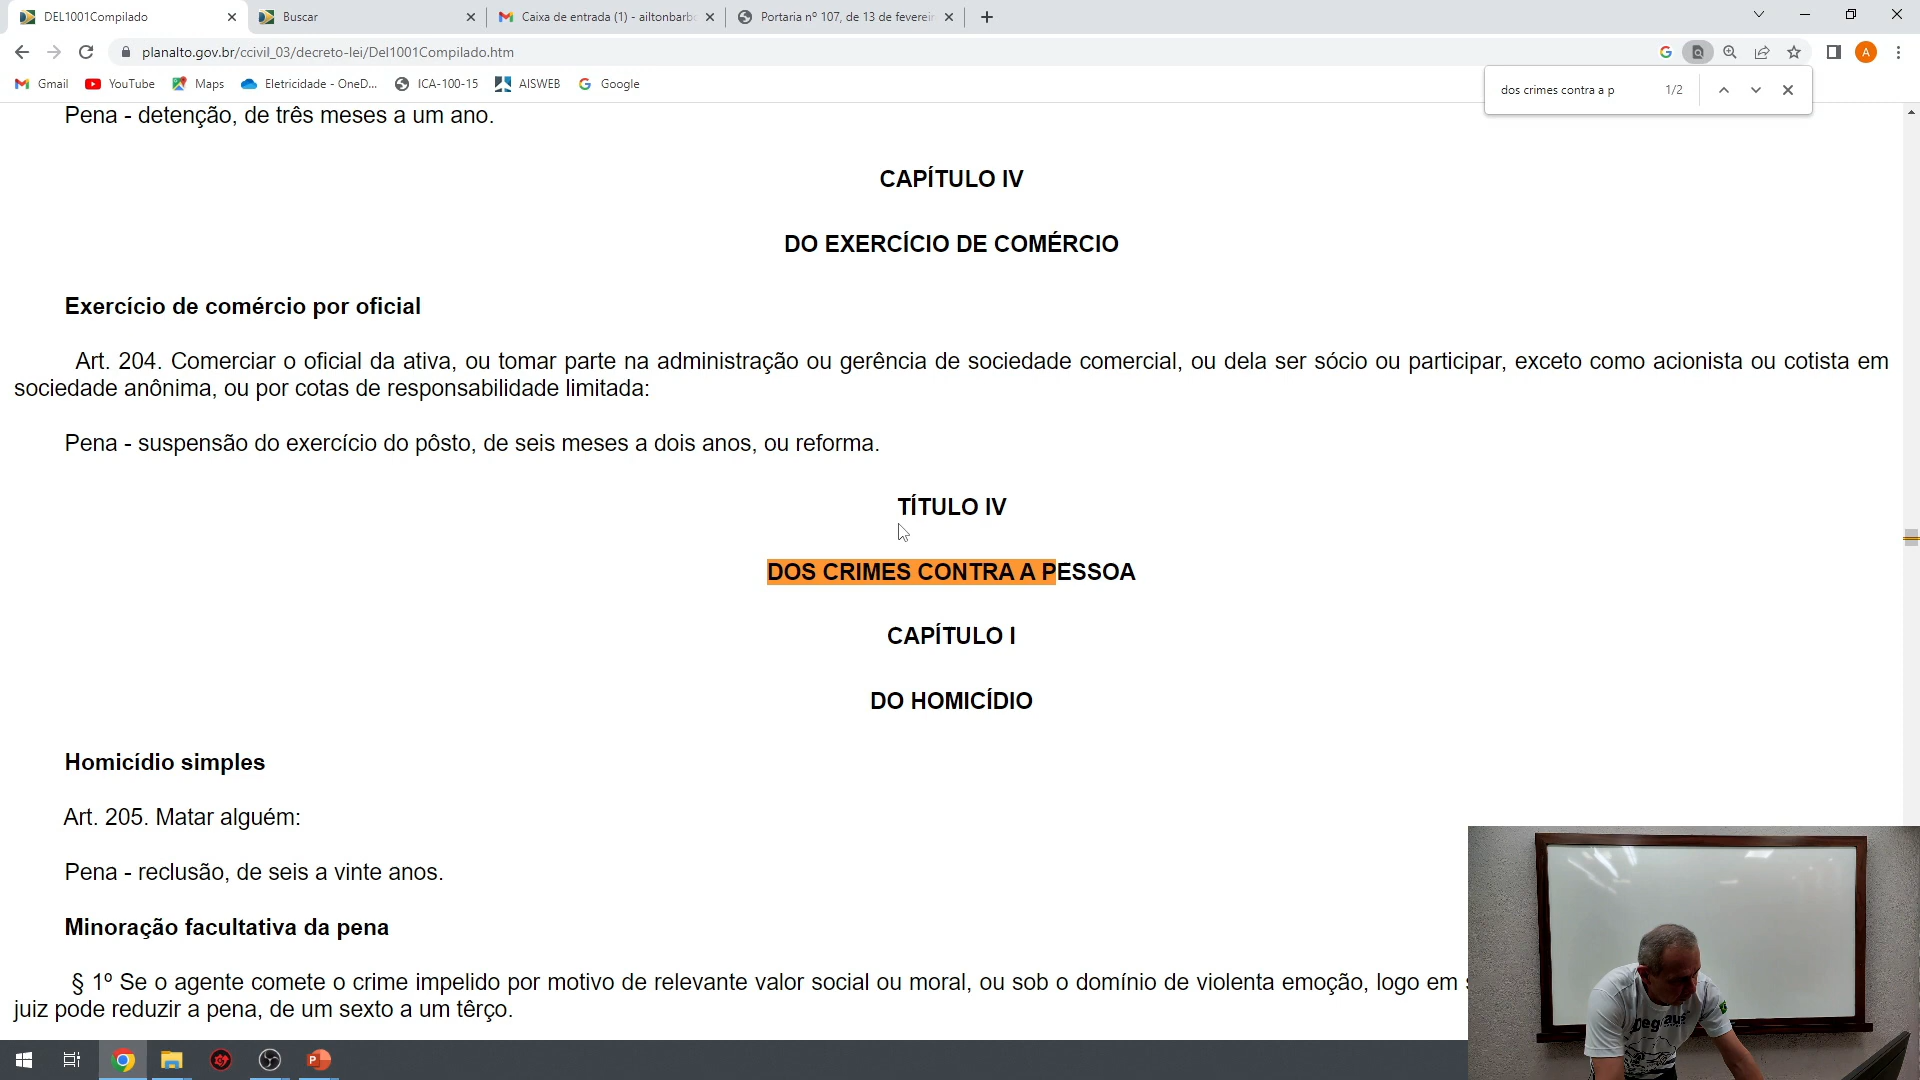 DEL1001Compilado
Buscar
Caixa de entrada (1) - ailtonbarbo
Portaria nº 107, de 13 de feverei
planalto.gov.br/ccivil_03/decreto-lei/Del1001Compilado.htm
A
Gmail
YouTube
Maps
Eletricidade - OneD...
ICA-100-15
AISWEB
Google
dos crimes contra a p
1/2
Pena - detenção, de três meses a um ano.
CAPÍTULO IV
DO EXERCÍCIO DE COMÉRCIO
Exercício de comércio por oficial
Art. 204. Comerciar o oficial da ativa, ou tomar parte na administração ou gerência de sociedade comercial, ou dela ser sócio ou participar, exceto como acionista ou cotista em
sociedade anônima, ou por cotas de responsabilidade limitada:
Pena - suspensão do exercício do pôsto, de seis meses a dois anos, ou reforma.
TÍTULO IV
DOS CRIMES CONTRA A PESSOA
CAPÍTULO I
DO HOMICÍDIO
Homicídio simples
Art. 205. Matar alguém:
Pena - reclusão, de seis a vinte anos.
Minoração facultativa da pena
§ 1º Se o agente comete o crime impelido por motivo de relevante valor social ou moral, ou sob o domínio de violenta emoção, logo em
juiz pode reduzir a pena, de um sexto a um têrço.